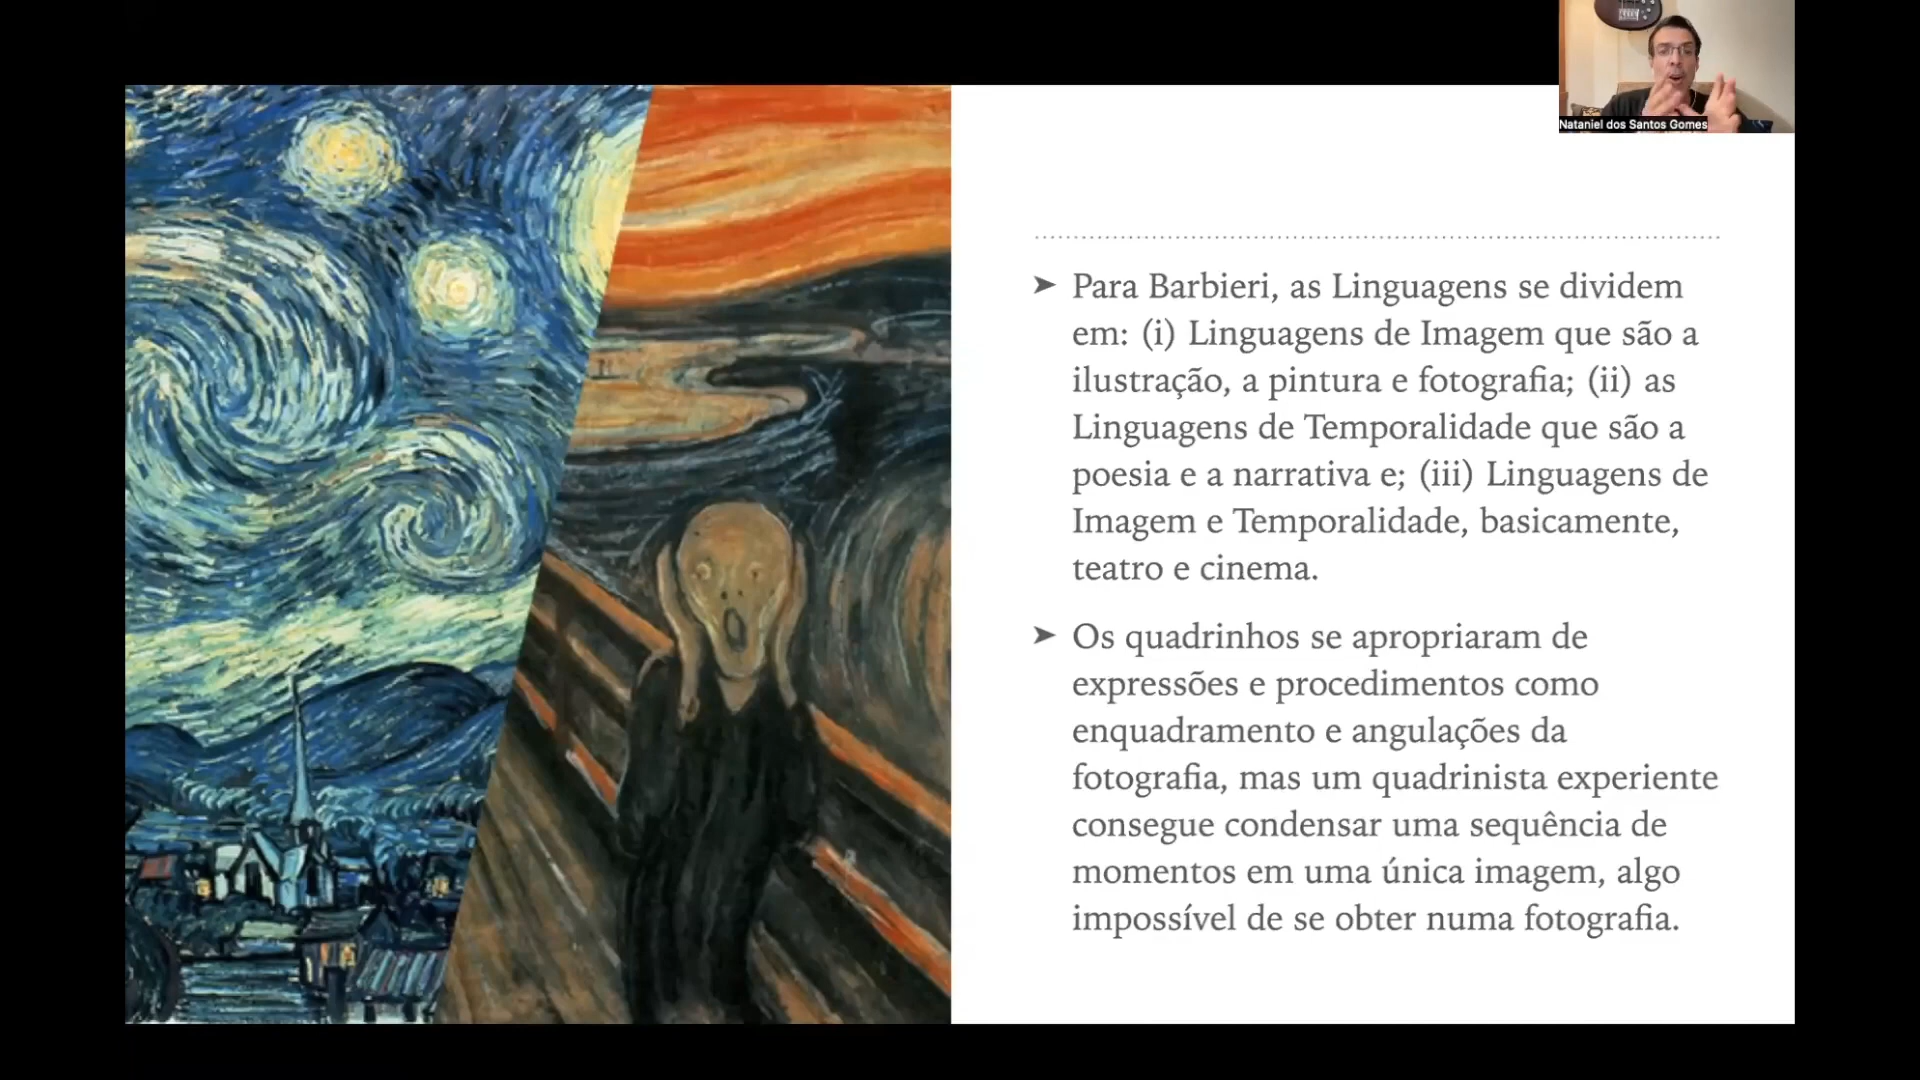 Nataniel dos Santos Gomes
➤ Para Barbieri, as Linguagens se dividem
em: (i) Linguagens de Imagem que são a
ilustração, a pintura e fotografia; (ii) as
Linguagens de Temporalidade que são a
poesia e a narrativa e; (iii) Linguagens de
Imagem e Temporalidade, basicamente,
teatro e cinema.
➤ Os quadrinhos se apropriaram de
expressões e procedimentos como
enquadramento e angulações da
fotografia, mas um quadrinista experiente
consegue condensar uma sequência de
momentos em uma única imagem, algo
impossível de se obter numa fotografia.